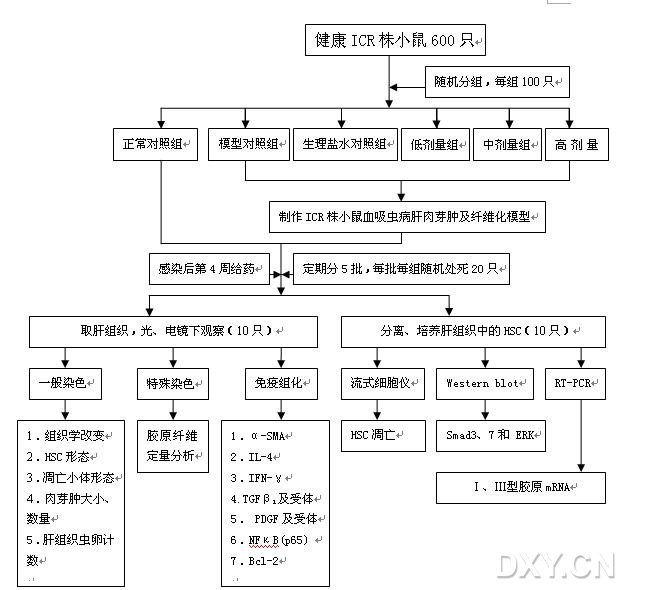 健康 ICR 株小鼠 600 只
随机分组，每组 100 只
正常对照组
模型对照组
生理盐水对照组
低剂量组
中剂量组
高 剂 量
制作 ICR 株小鼠血吸虫病肝肉芽肿及纤维化模型
感染后第 4 周给药
定期分 5 批，每批每组随机处死 20 只
取肝组织，光、电镜下观察（10 只）
分离、培养肝组织中的 HSC（10 只）
一般染色
特殊染色
免疫组化
流式细胞仪
Western blot
RT-PCR
1．组织学改变
2．HSC 形态
3．凋亡小体形态
4．肉芽肿大小、
数量
5．肝组织虫卵计
数
胶原纤维
定量分析
1．α-SMA
2．IL-4
3．IFN-γ
4.TGFβ₁及受体
5． PDGF 及受体
6．NFκB(p65)
7．Bcl-2
HSC 凋亡
Smad3、7 和 ERK
Ⅰ、Ⅲ型胶原 mRNA
DXY.CN